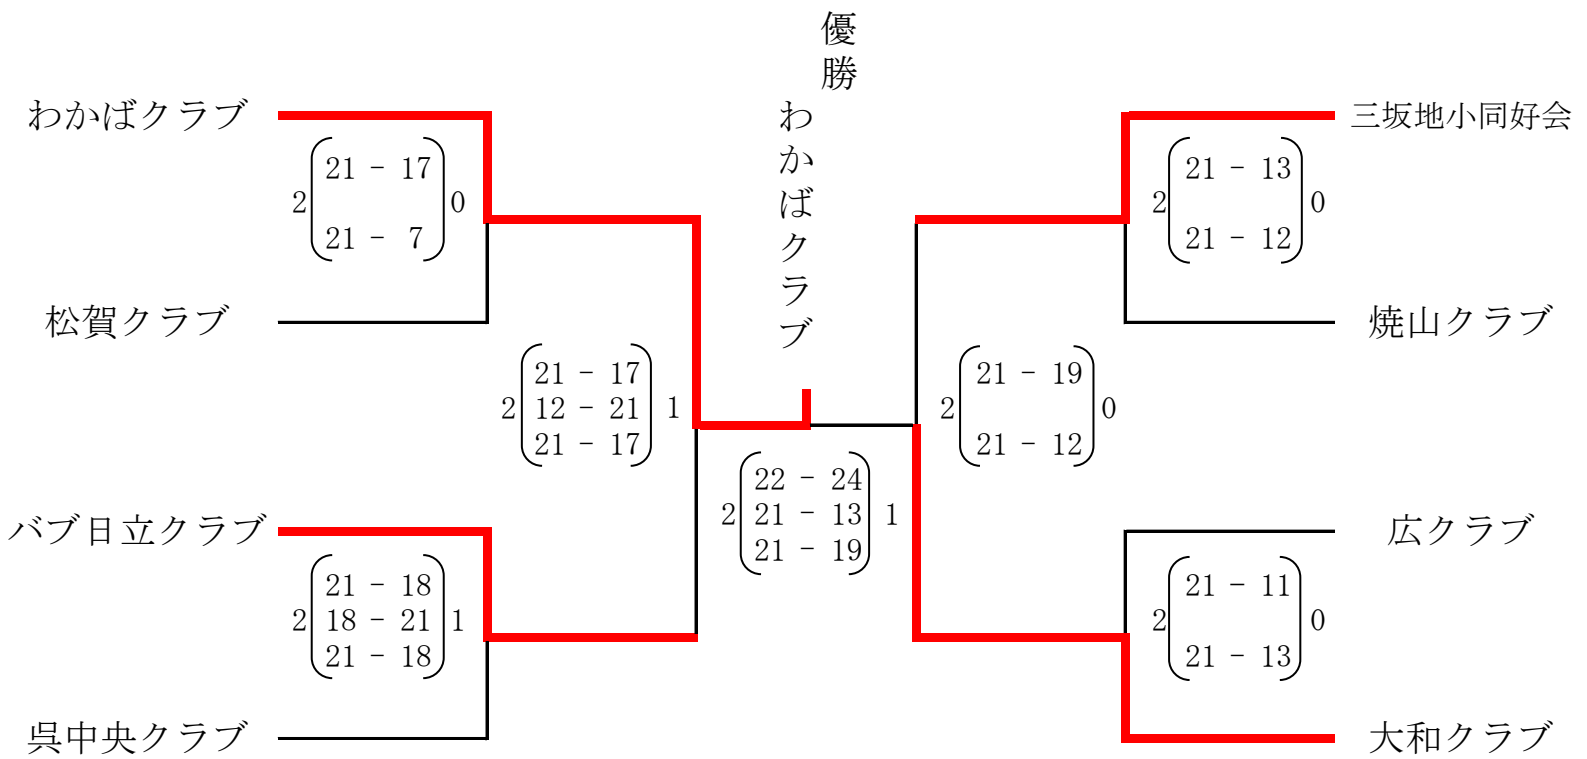 優勝
わかばクラブ
わかばクラブ
21 - 17
2 0
21 - 7
松賀クラブ
21 - 17
2 12 - 21 1
21 - 17
バブ日立クラブ
21 - 18
2 18 - 21 1
21 - 18
呉中央クラブ
22 - 24
2 21 - 13 1
21 - 19
三坂地小同好会
21 - 13
2 0
21 - 12
焼山クラブ
21 - 19
2 0
21 - 12
広クラブ
21 - 11
2 0
21 - 13
大和クラブ